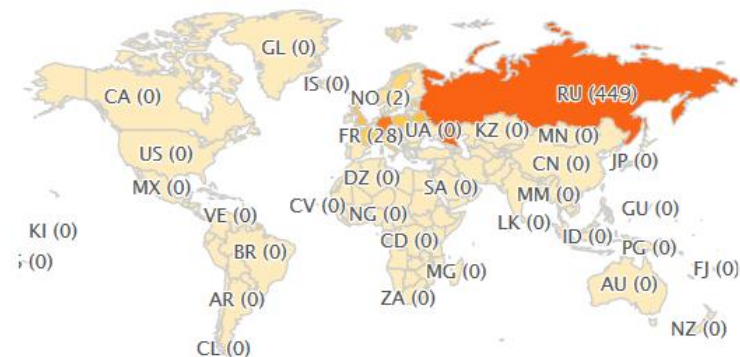 GL (0)
IS (0)
CA (0)
NO (2)
RU (449)
FR (28)
UA (0)
KZ (0)
MN (0)
US (0)
CN (0)
JP (0)
MX (0)
DZ (0)
SA (0)
MM (0)
VE (0)
CV (0)
NG (0)
LK (0)
GU (0)
KI (0)
BR (0)
CD (0)
ID (0)
PG (0)
(0)
MG (0)
FJ (0)
AR (0)
ZA (0)
AU (0)
NZ (0)
CL (0)